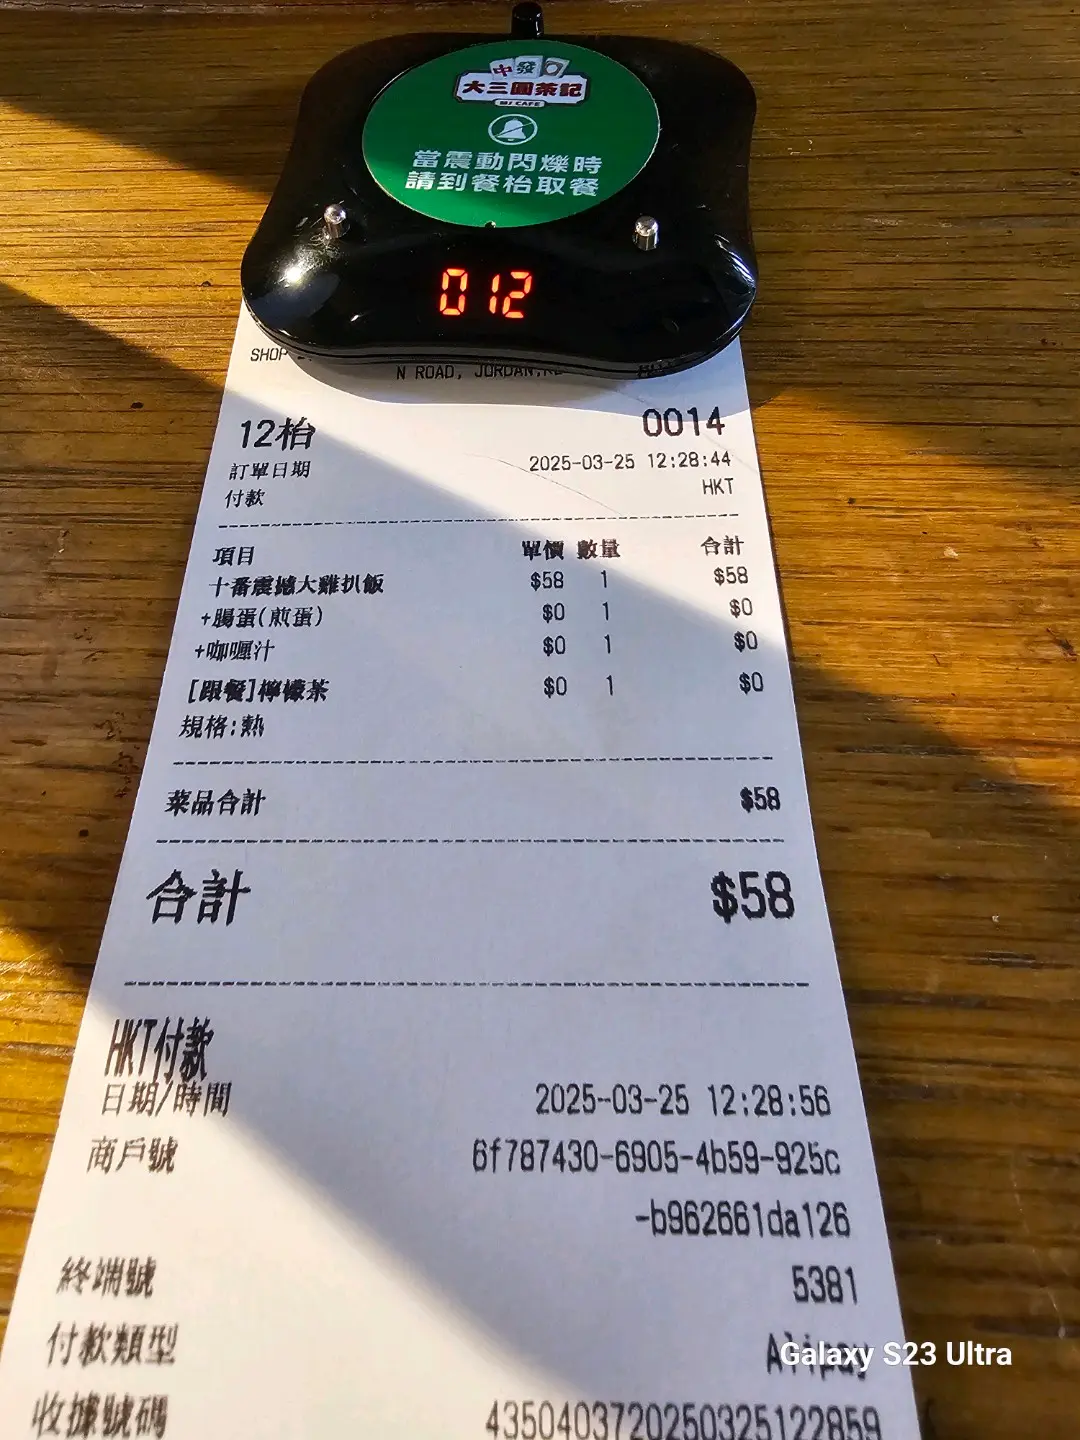 中發
大三圓茶記
MJ CAFE
當震動閃爍時
請到餐枱取餐
012
SHOP
N ROAD, JORDAN,
12枱 0014
訂單日期 2025-03-25 12:28:44
付款 HKT
項目 單價 數量 合計
十番震撼大雞扒飯 $58 1 $58
+腸蛋(煎蛋) $0 1 $0
+咖喱汁 $0 1 $0
[跟餐]檸檬茶 $0 1 $0
規格:熱
菜品合計 $58
合計 $58
HKT付款
日期/時間 2025-03-25 12:28:56
商戶號 6f787430-6905-4b59-925c
-b962661da126
終端號 5381
付款類型 Alipay
收據號碼 43504037202503251228​59
Galaxy S23 Ultra